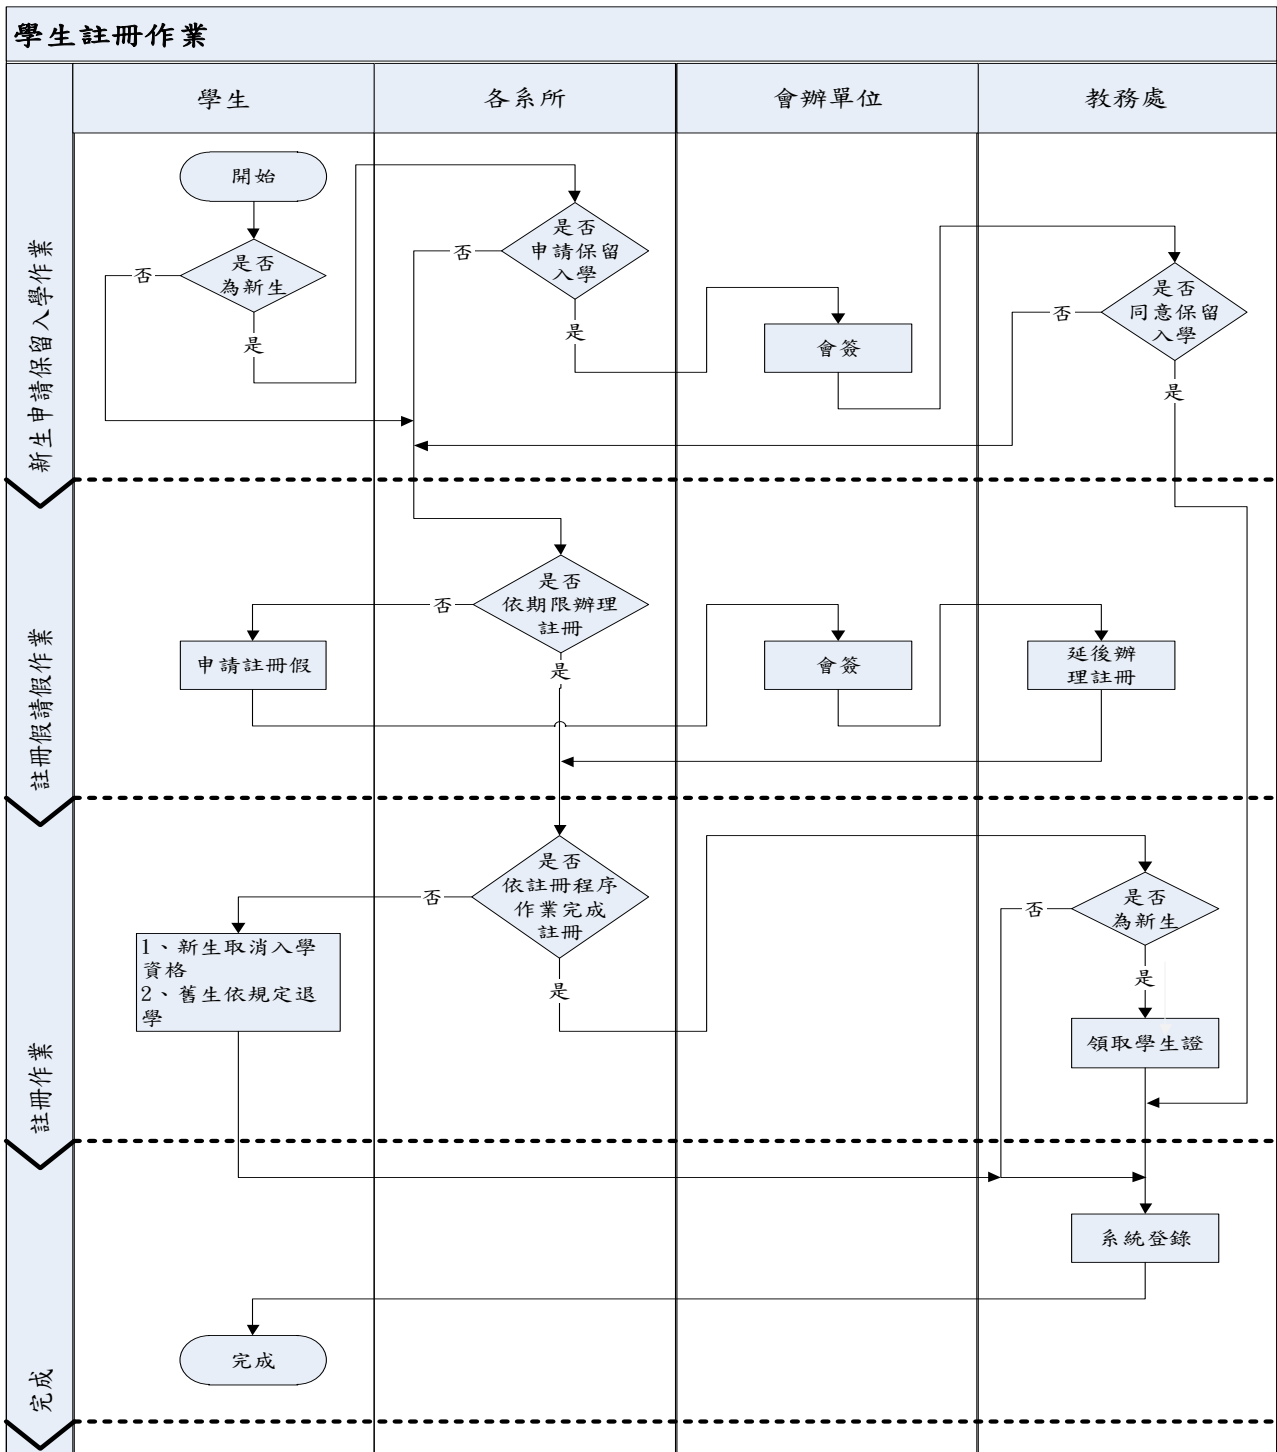 學生註冊作業
學生
各系所
會辦單位
教務處
新生申請保留入學作業
開始
是否
為新生
否
是
是否
申請保留
入學
否
是
會簽
是否
同意保留
入學
否
是
註冊假請假作業
是否
依期限辦理
註冊
否
是
申請註冊假
會簽
延後辦
理註冊
註冊作業
是否
依註冊程序
作業完成
註冊
否
是
1、新生取消入學
資格
2、舊生依規定退
學
是否
為新生
否
是
領取學生證
完成
系統登錄
完成